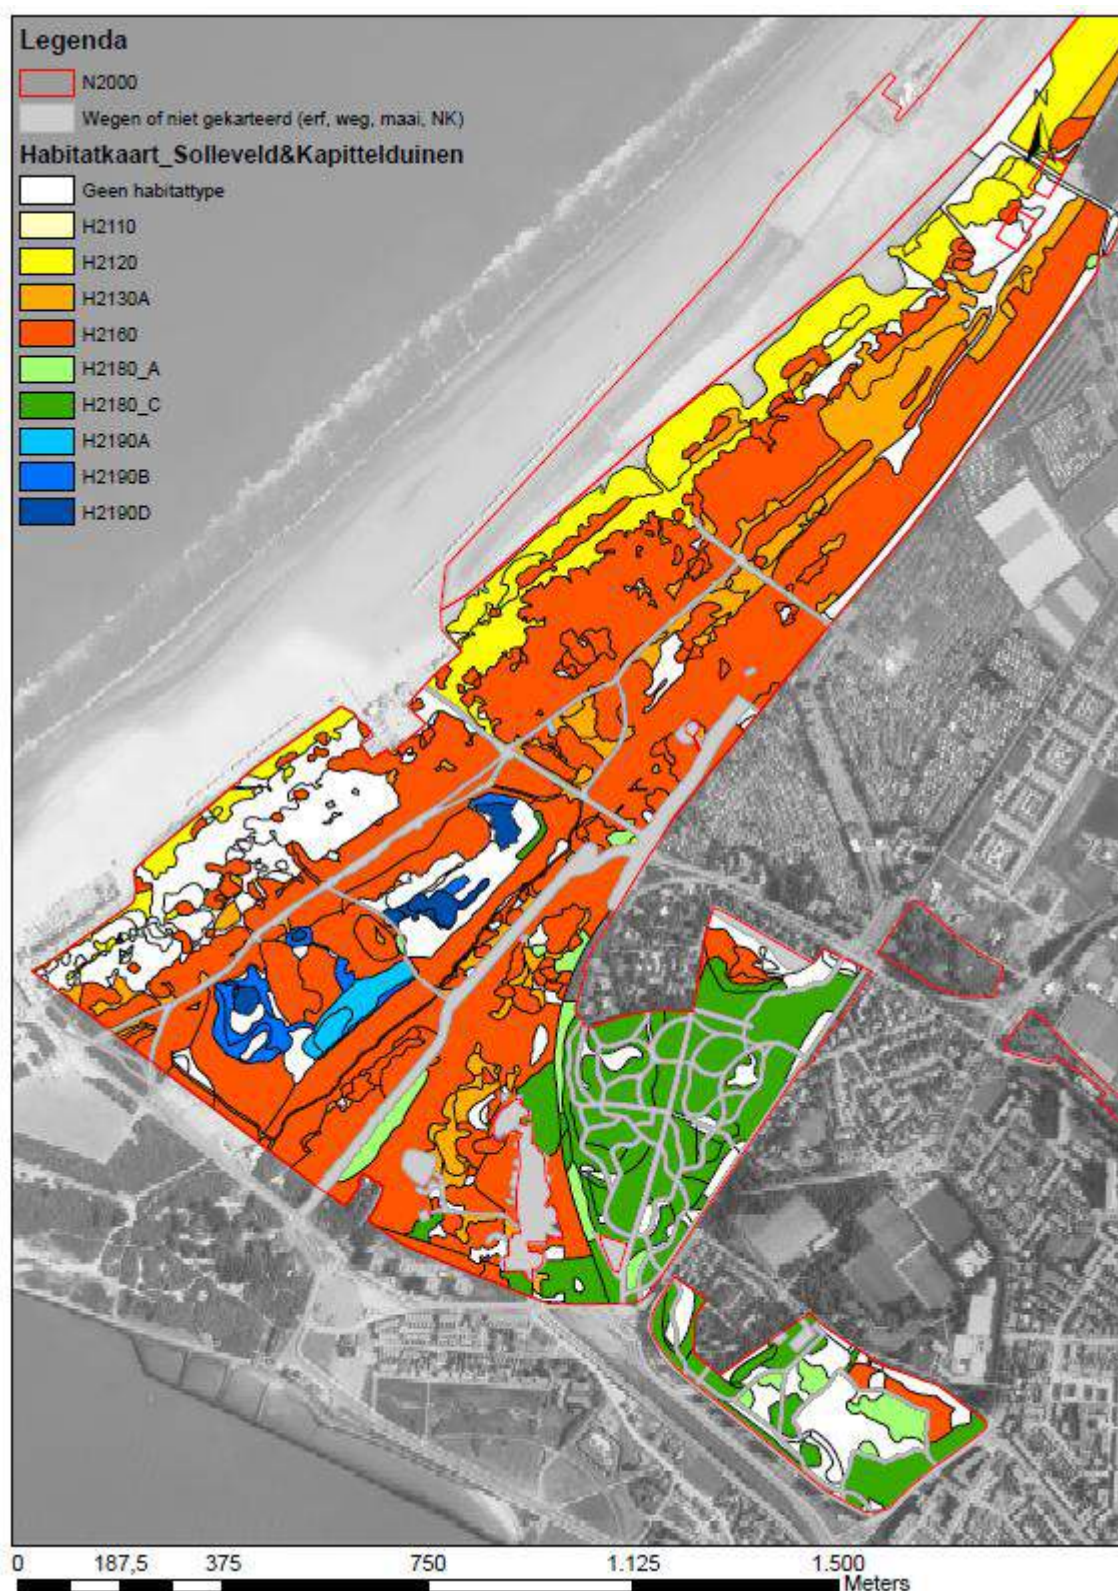 Legenda
N2000
Wegen of niet gekarteerd (erf, weg, maai, NK)
Habitatkaart_Solleveld&Kapittelduinen
Geen habitattype
H2110
H2120
H2130A
H2160
H2180_A
H2180_C
H2190A
H2190B
H2190D
N
0 187,5 375 750 1.125 1.500
Meters